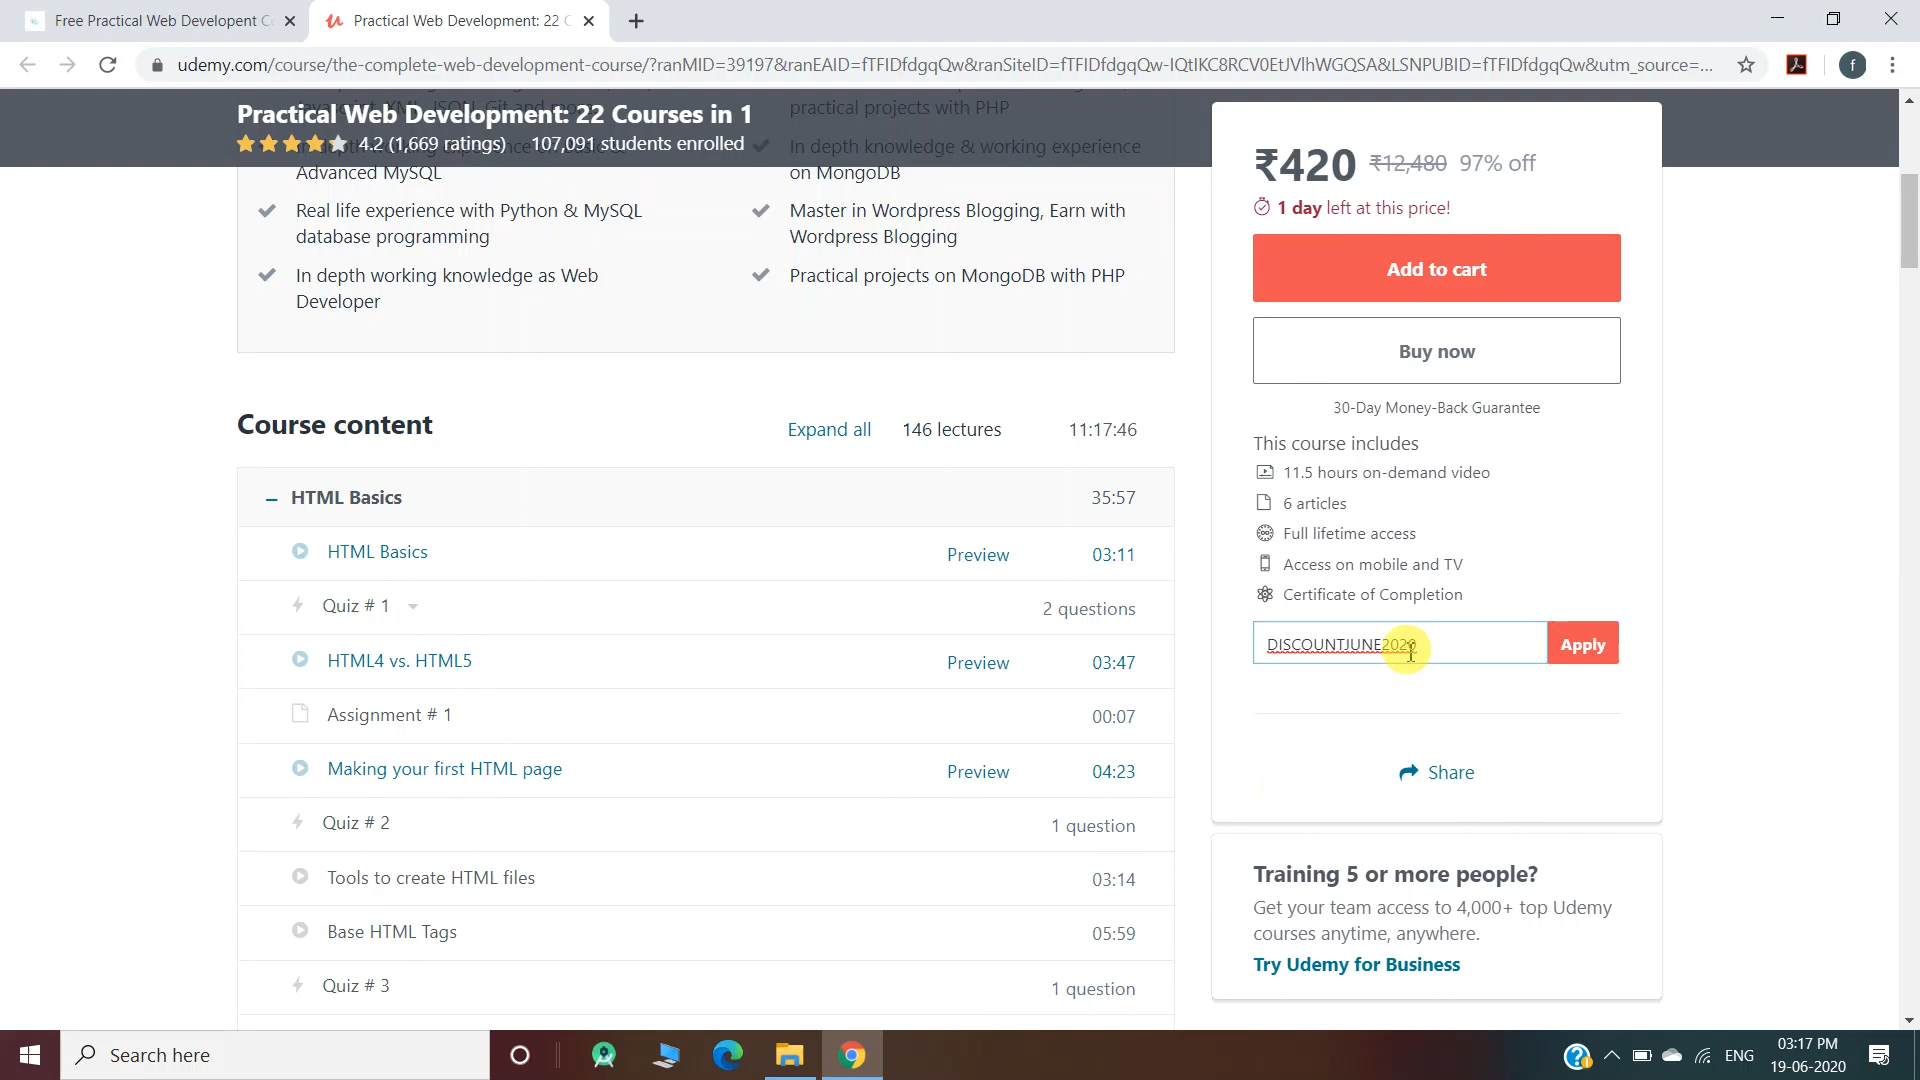 Free Practical Web Developent C
Practical Web Development: 22 C
udemy.com/course/the-complete-web-development-course/?ranMID=39197&ranEAID=fTFIDfdgqQw&ranSiteID=fTFIDfdgqQw-IQtIKC8RCV0EtJVlhWGQSA&LSNPUBID=fTFIDfdgqQw&utm_source=...
f
Practical Web Development: 22 Courses in 1
4.2 (1,669 ratings) 107,091 students enrolled
practical projects with PHP
Advanced MySQL
In depth knowledge & working experience
on MongoDB
Real life experience with Python & MySQL
database programming
Master in Wordpress Blogging, Earn with
Wordpress Blogging
In depth working knowledge as Web
Developer
Practical projects on MongoDB with PHP
Course content
Expand all
146 lectures
11:17:46
– HTML Basics 35:57
HTML Basics Preview 03:11
Quiz # 1 2 questions
HTML4 vs. HTML5 Preview 03:47
Assignment # 1 00:07
Making your first HTML page Preview 04:23
Quiz # 2 1 question
Tools to create HTML files 03:14
Base HTML Tags 05:59
Quiz # 3 1 question
₹420 ₹12,480 97% off
1 day left at this price!
Add to cart
Buy now
30-Day Money-Back Guarantee
This course includes
11.5 hours on-demand video
6 articles
Full lifetime access
Access on mobile and TV
Certificate of Completion
DISCOUNTJUNE2020 Apply
Share
Training 5 or more people?
Get your team access to 4,000+ top Udemy
courses anytime, anywhere.
Try Udemy for Business
Search here
ENG
03:17 PM
19-06-2020